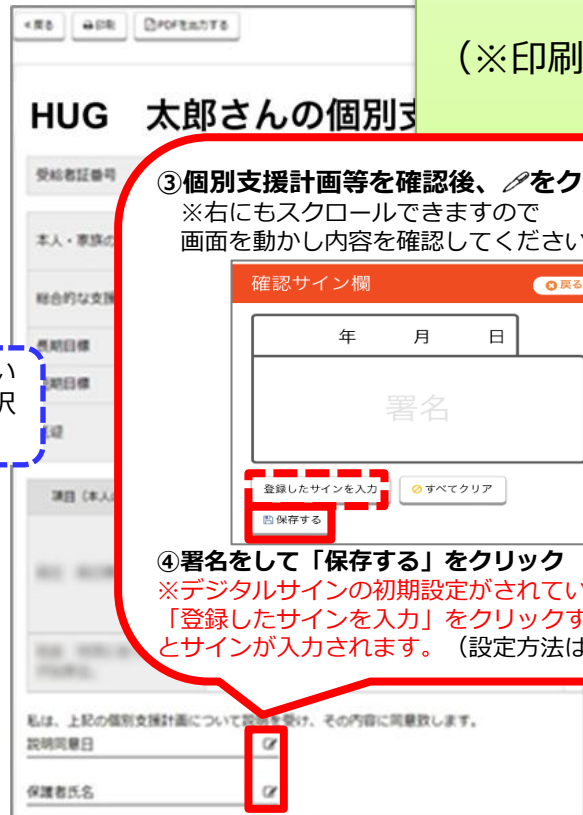 <戻る 印刷 PDFを出力する
(※印刷
HUG 太郎さんの個別支
受給者証番号
本人・家族の
総合的な支援
長期目標
期目標
い
沢
項目(本人の
③個別支援計画等を確認後、をク
※右にもスクロールできますので
画面を動かし内容を確認してください
確認サイン欄 戻る
年 月 日
署名
登録したサインを入力 すべてクリア
保存する
④署名をして「保存する」をクリック
※デジタルサインの初期設定がされてい
「登録したサインを入力」をクリックす
とサインが入力されます。(設定方法は
私は、上記の個別支援計画について説明を受け、その内容に同意致します。
説明同意日
保護者氏名